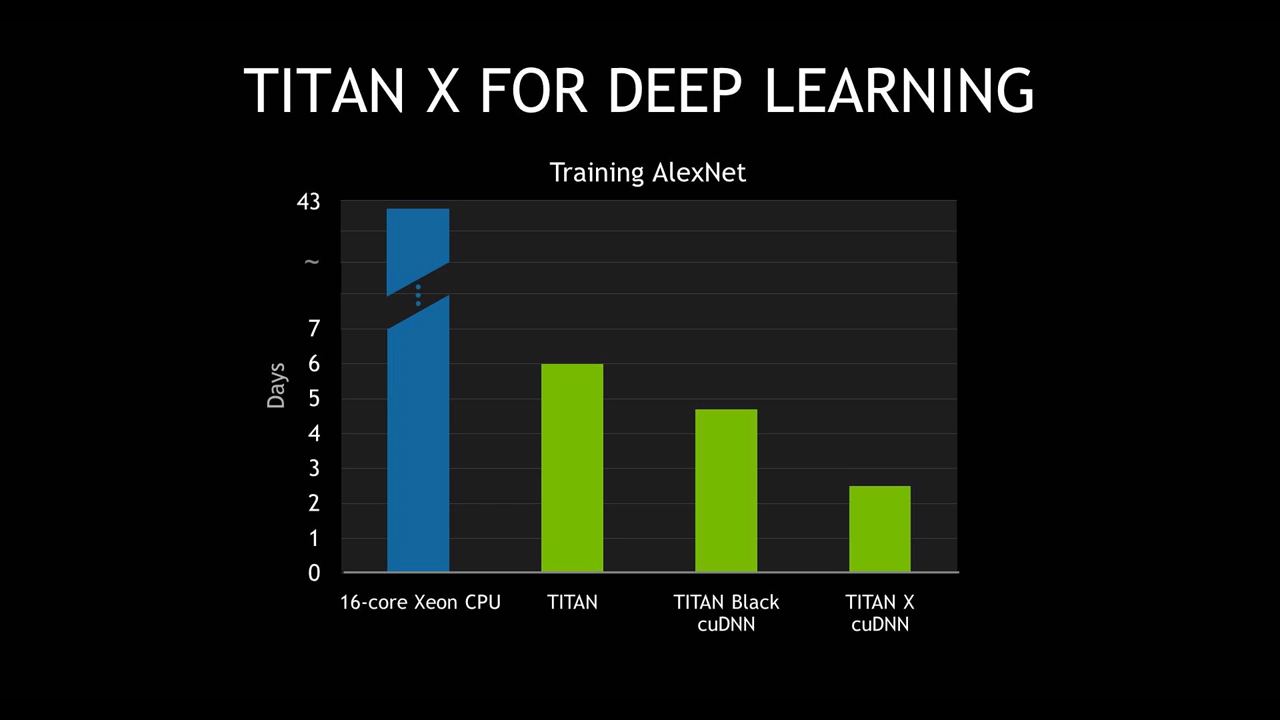 TITAN X FOR DEEP LEARNING
Training AlexNet
43
~
7
6
5
4
3
2
1
0
Days
16-core Xeon CPU
TITAN
TITAN Black
cuDNN
TITAN X
cuDNN